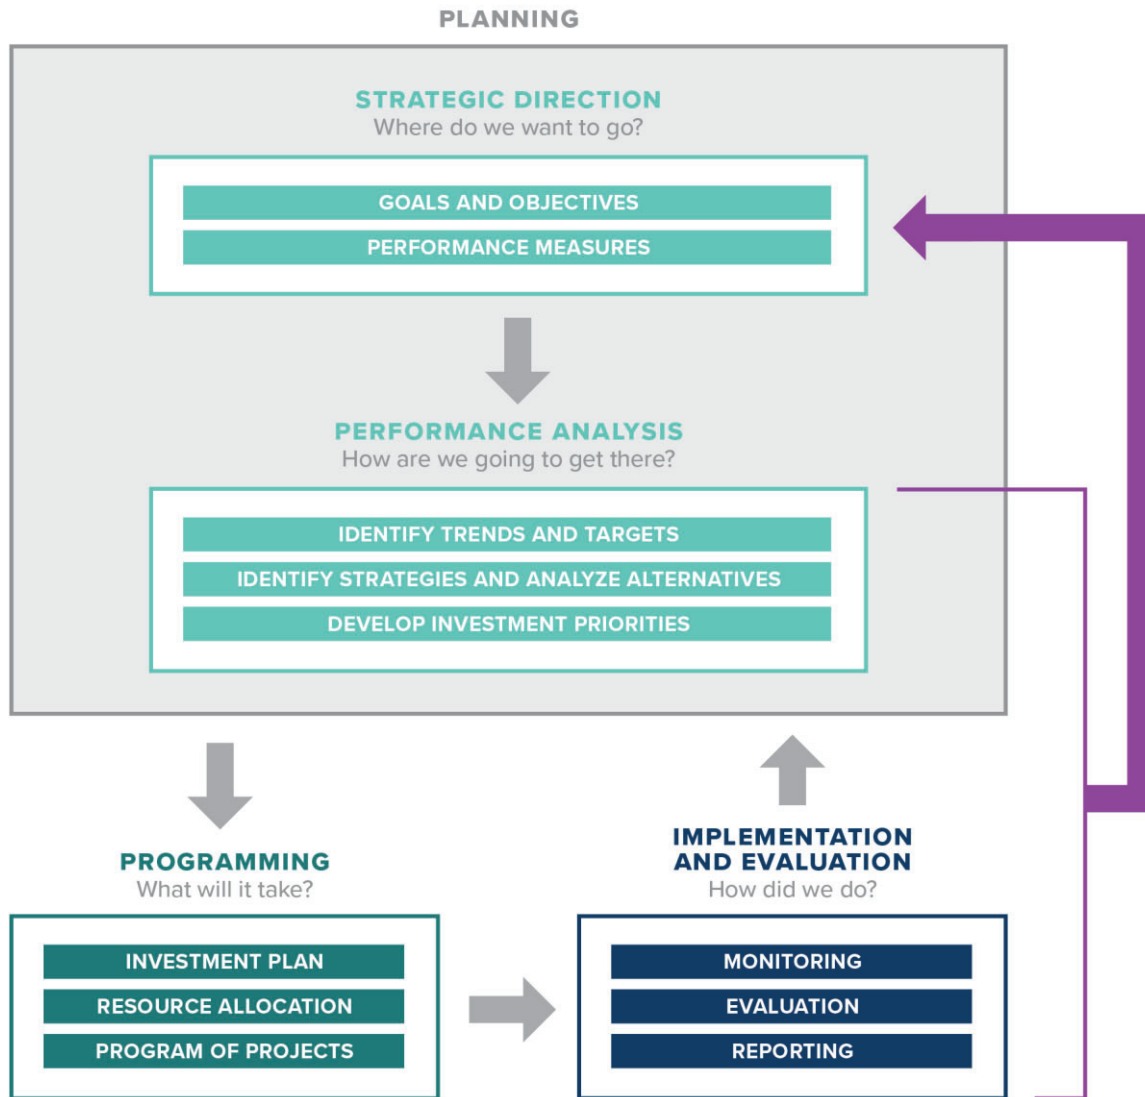 PLANNING
STRATEGIC DIRECTION
Where do we want to go?
GOALS AND OBJECTIVES
PERFORMANCE MEASURES
PERFORMANCE ANALYSIS
How are we going to get there?
IDENTIFY TRENDS AND TARGETS
IDENTIFY STRATEGIES AND ANALYZE ALTERNATIVES
DEVELOP INVESTMENT PRIORITIES
PROGRAMMING
What will it take?
INVESTMENT PLAN
RESOURCE ALLOCATION
PROGRAM OF PROJECTS
IMPLEMENTATION
AND EVALUATION
How did we do?
MONITORING
EVALUATION
REPORTING